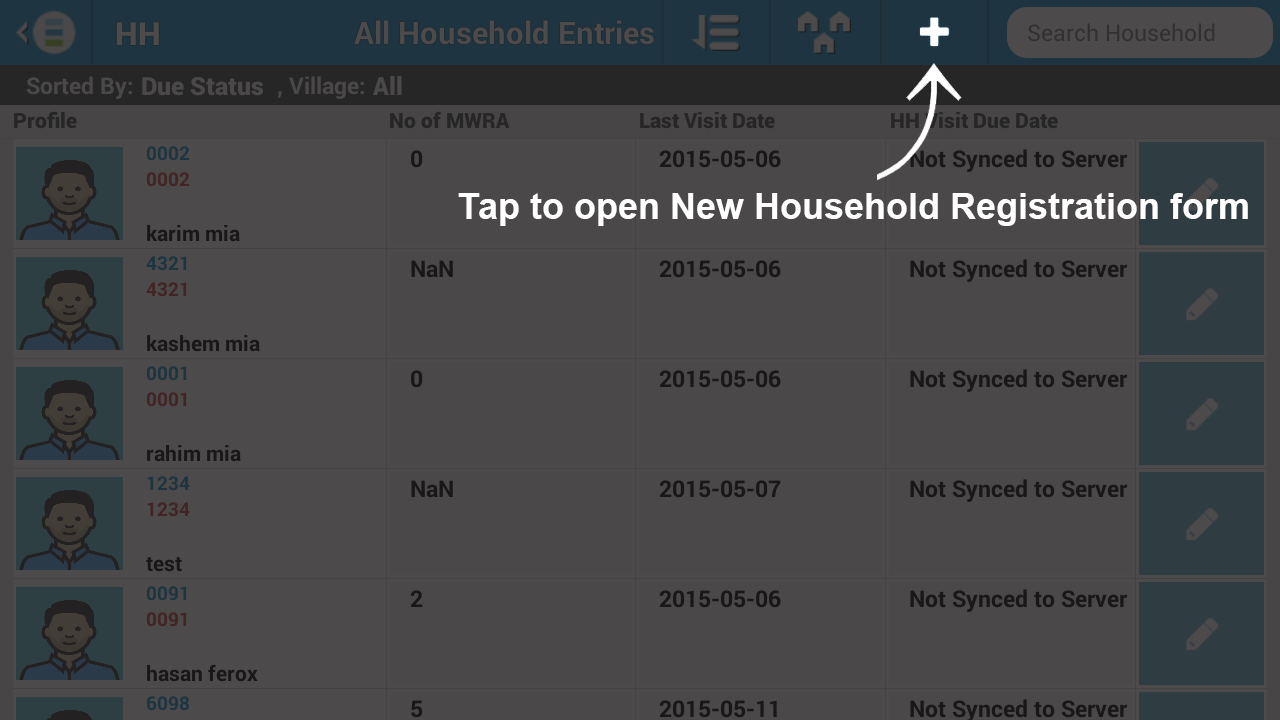 HH
All Household Entries
Search Household
Sorted By: Due Status , Village: All
Profile
No of MWRA
Last Visit Date
HH Visit Due Date
0002
0002
karim mia
0
2015-05-06
Not Synced to Server
Tap to open New Household Registration form
4321
4321
kashem mia
NaN
2015-05-06
Not Synced to Server
0001
0001
rahim mia
0
2015-05-06
Not Synced to Server
1234
1234
test
NaN
2015-05-07
Not Synced to Server
0091
0091
hasan ferox
2
2015-05-06
Not Synced to Server
6098
5
2015-05-11
Not Synced to Server